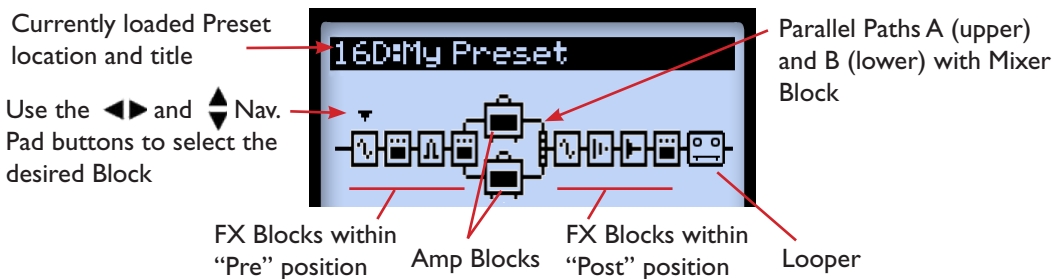 Currently loaded Preset
location and title
16D:My Preset
Parallel Paths A (upper)
and B (lower) with Mixer
Block
Use the ◀▶ and ▲▼ Nav.
Pad buttons to select the
desired Block
FX Blocks within
“Pre” position
Amp Blocks
FX Blocks within
“Post” position
Looper